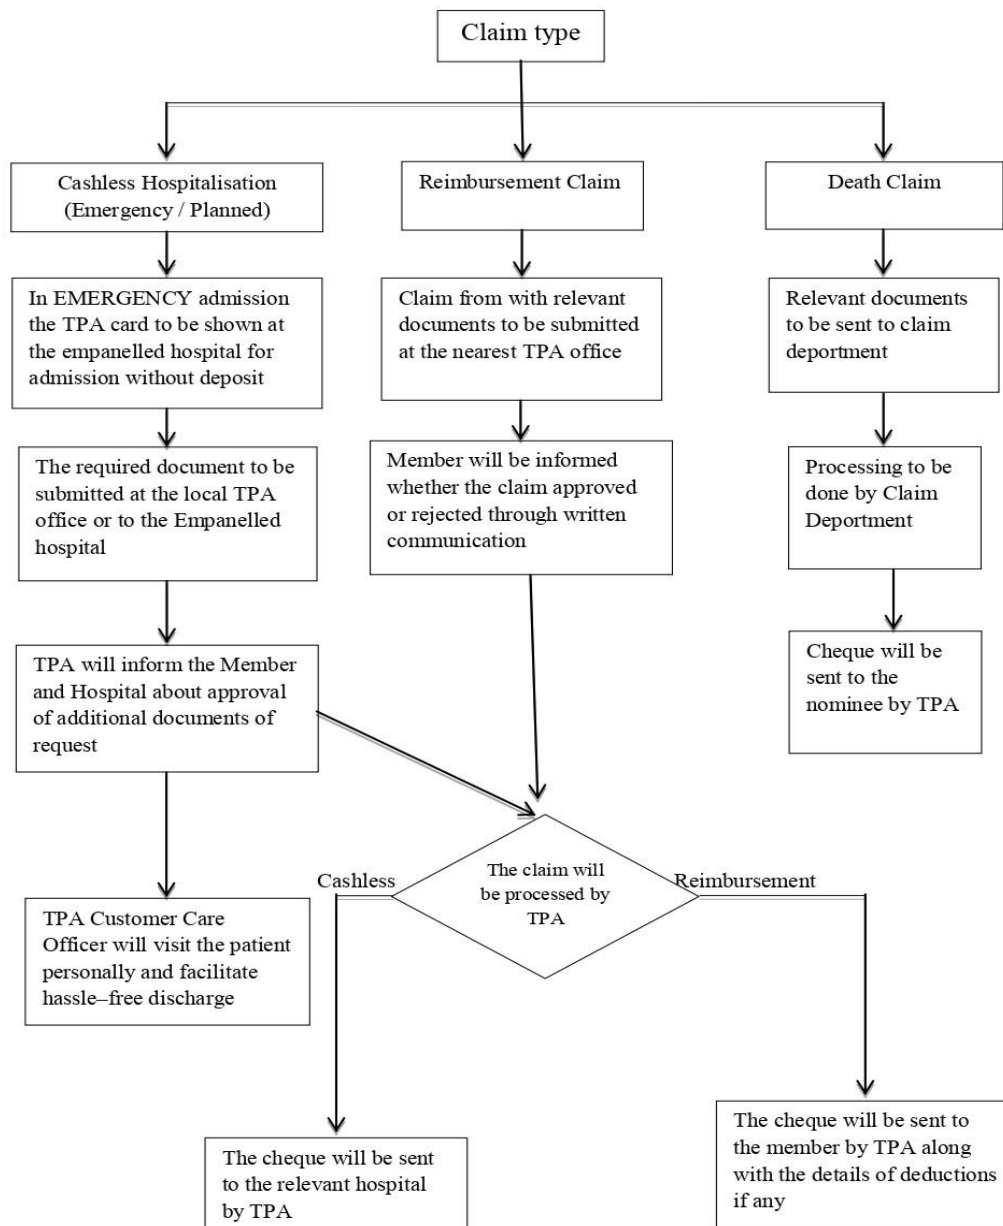 Claim type
Cashless Hospitalisation
(Emergency / Planned)
Reimbursement Claim
Death Claim
In EMERGENCY admission
the TPA card to be shown at
the empanelled hospital for
admission without deposit
Claim from with relevant
documents to be submitted
at the nearest TPA office
Relevant documents
to be sent to claim
deportment
The required document to be
submitted at the local TPA
office or to the Empanelled
hospital
Member will be informed
whether the claim approved
or rejected through written
communication
Processing to be
done by Claim
Deportment
TPA will inform the Member
and Hospital about approval
of additional documents of
request
Cheque will be
sent to the
nominee by TPA
The claim will
be processed by
TPA
Cashless
Reimbursement
TPA Customer Care
Officer will visit the patient
personally and facilitate
hassle–free discharge
The cheque will be sent
to the relevant hospital
by TPA
The cheque will be sent to
the member by TPA along
with the details of deductions
if any